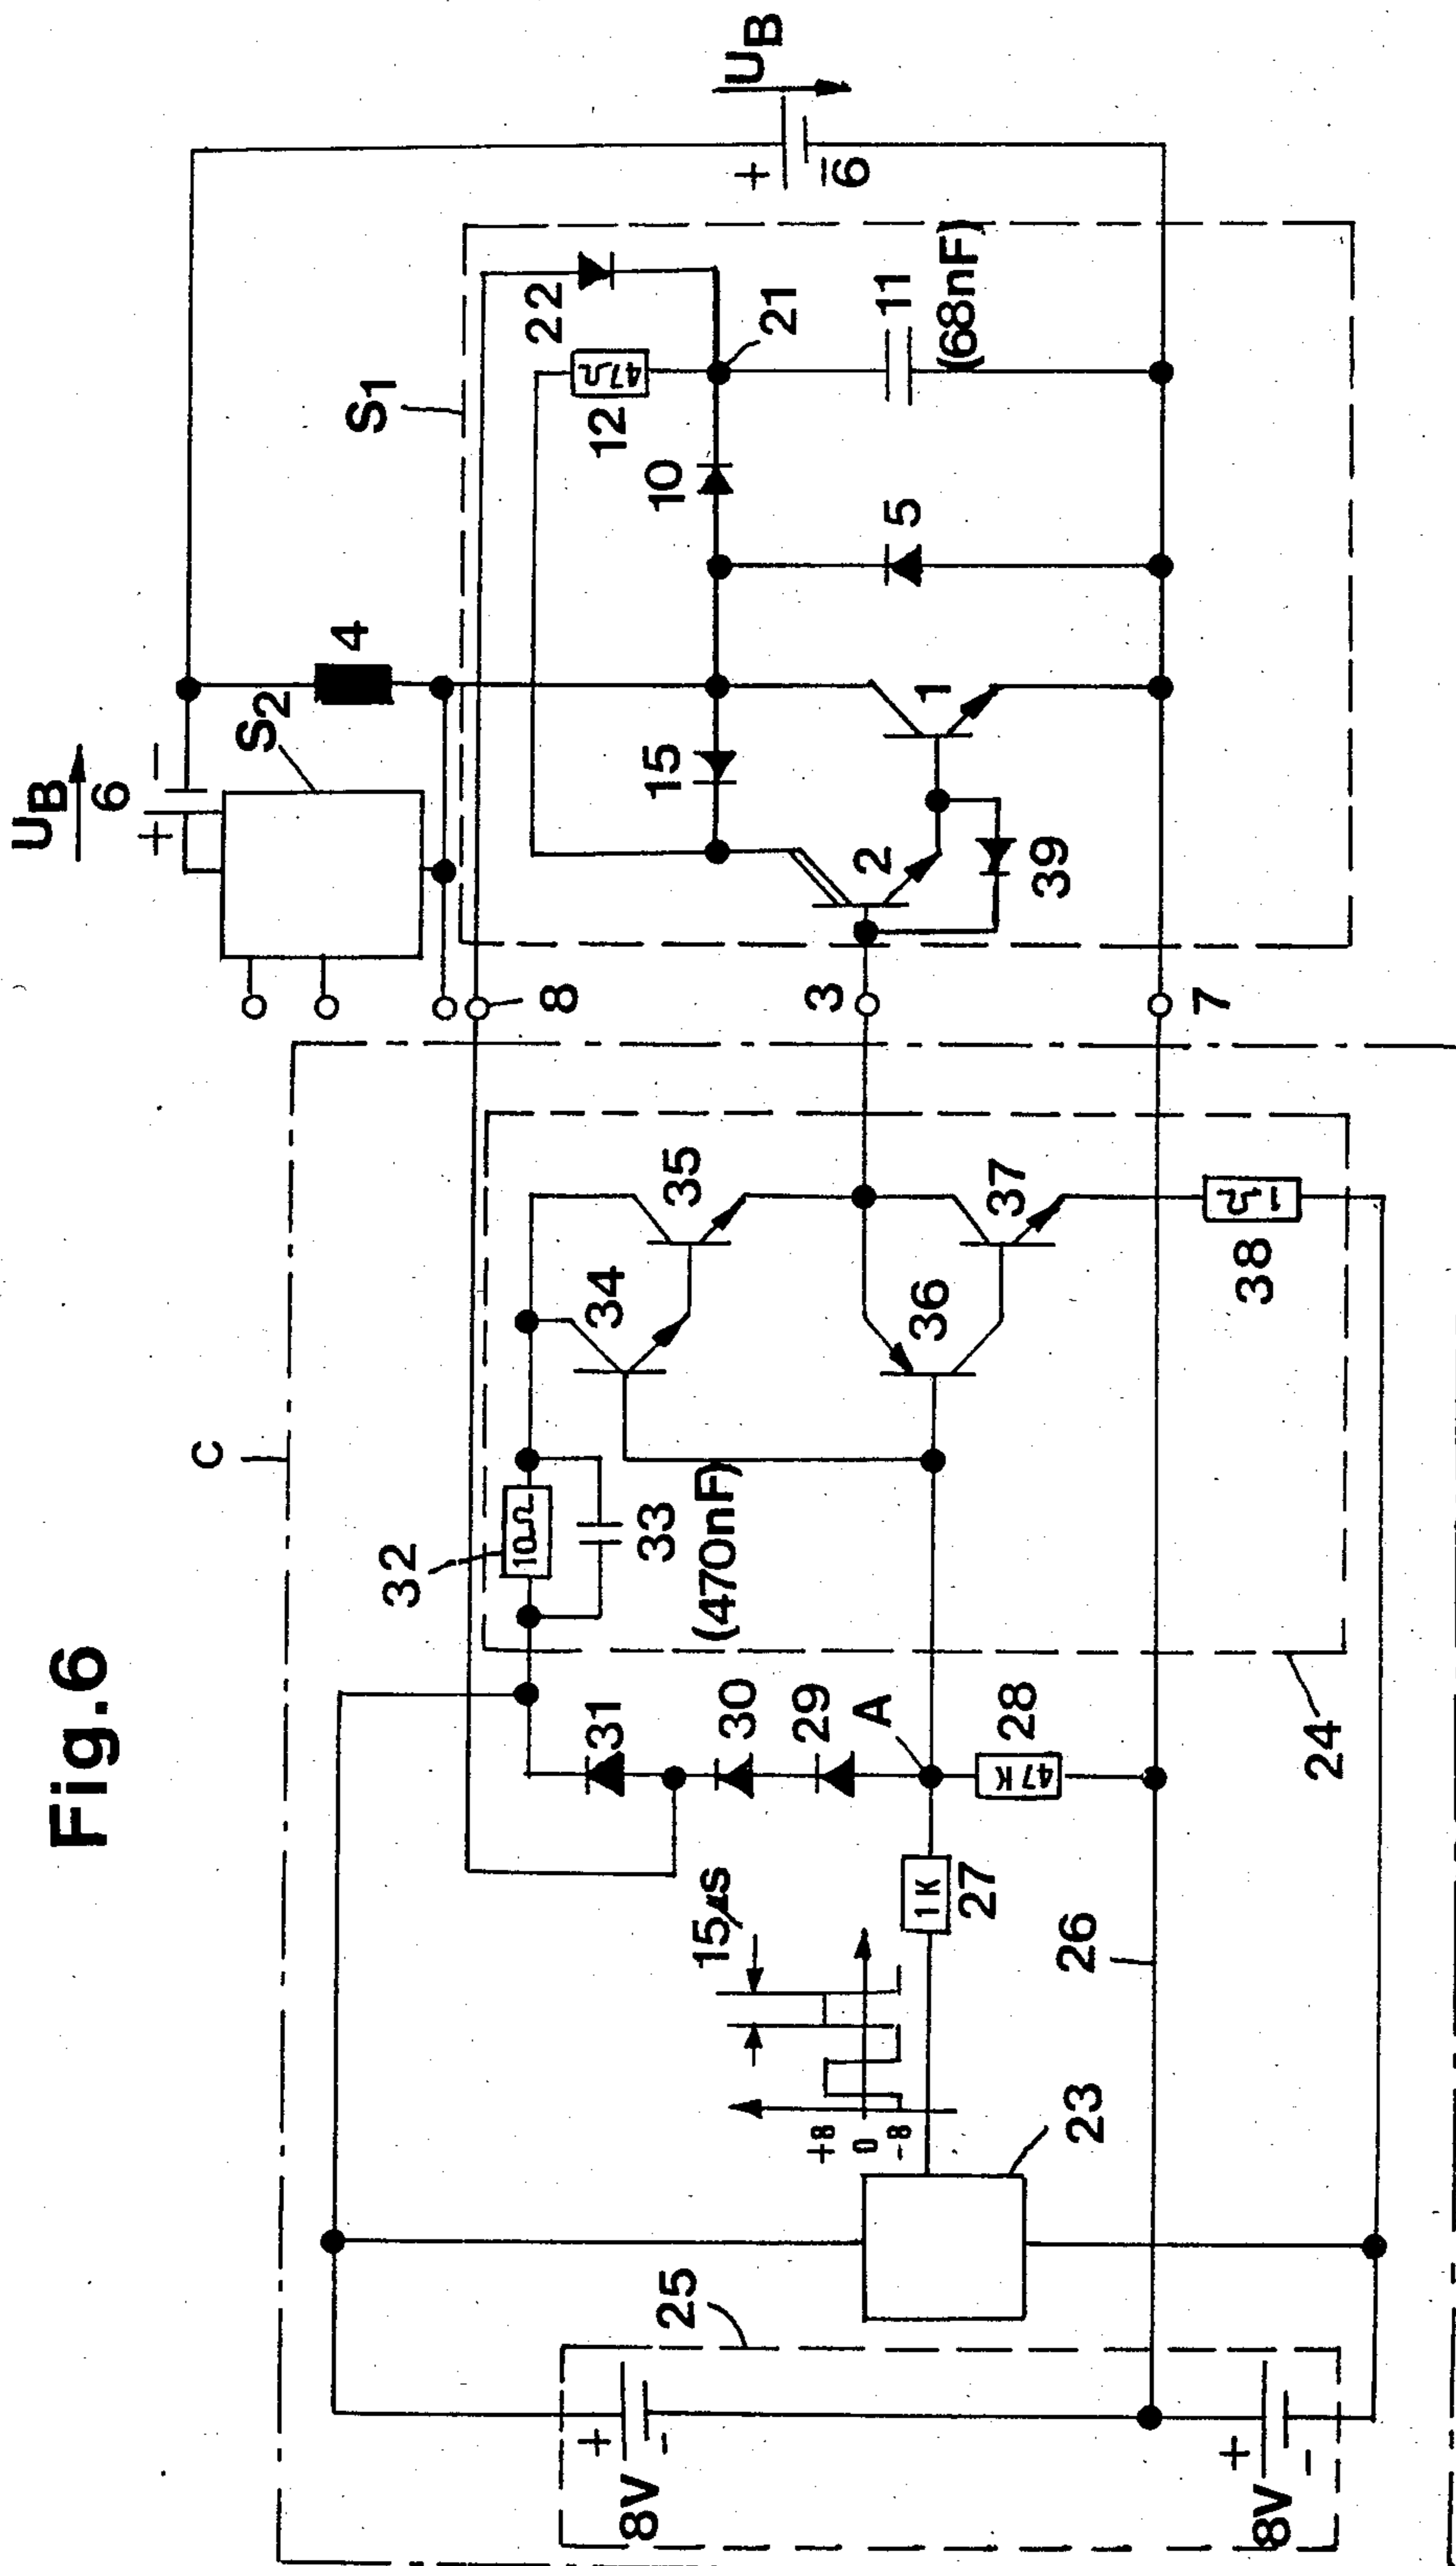 Fig.6
C
U_B
6
+
−
S2
4
S1
U_B
+
−
6
8
3
7
22
47Ω
12
21
10
11
(68nF)
5
15
1
2
39
32
10Ω
33
(470nF)
34
35
36
37
1Ω
38
24
31
30
29
A
28
47K
27
1K
26
15µs
+8
0
-8
23
25
8V
+
-
8V
+
-